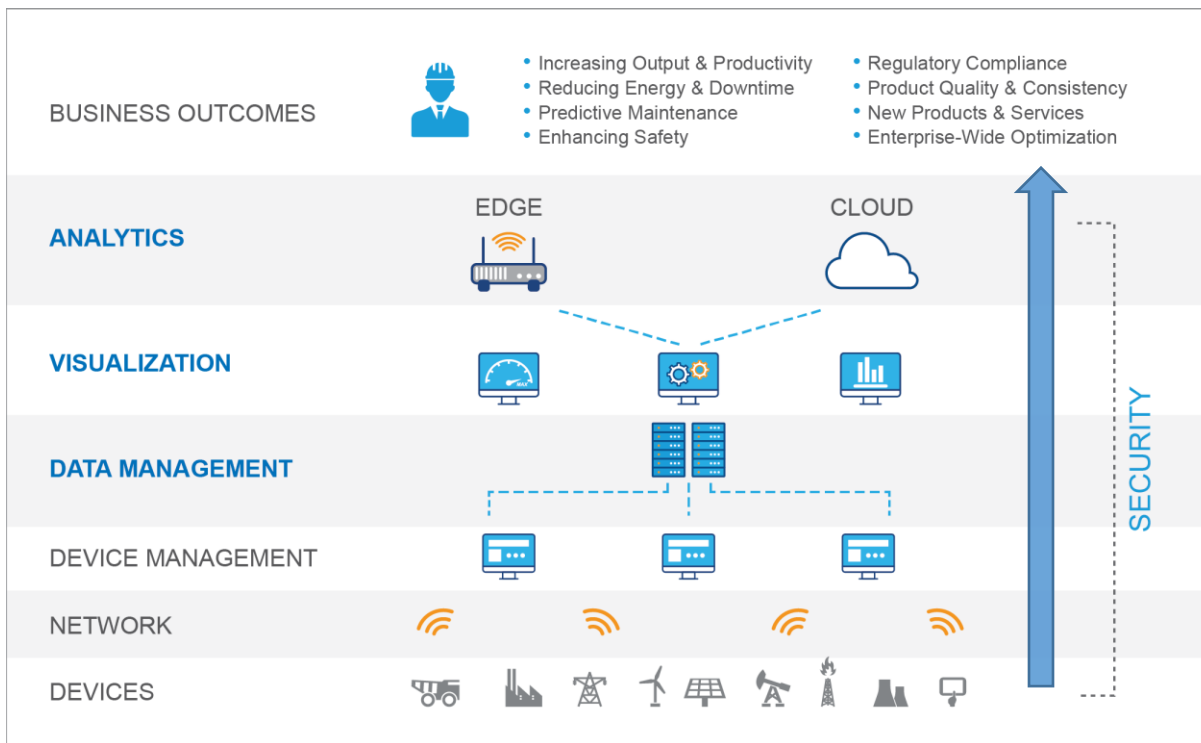 BUSINESS OUTCOMES
• Increasing Output & Productivity
• Reducing Energy & Downtime
• Predictive Maintenance
• Enhancing Safety
• Regulatory Compliance
• Product Quality & Consistency
• New Products & Services
• Enterprise-Wide Optimization
ANALYTICS
EDGE
CLOUD
VISUALIZATION
MAX
DATA MANAGEMENT
DEVICE MANAGEMENT
NETWORK
DEVICES
SECURITY